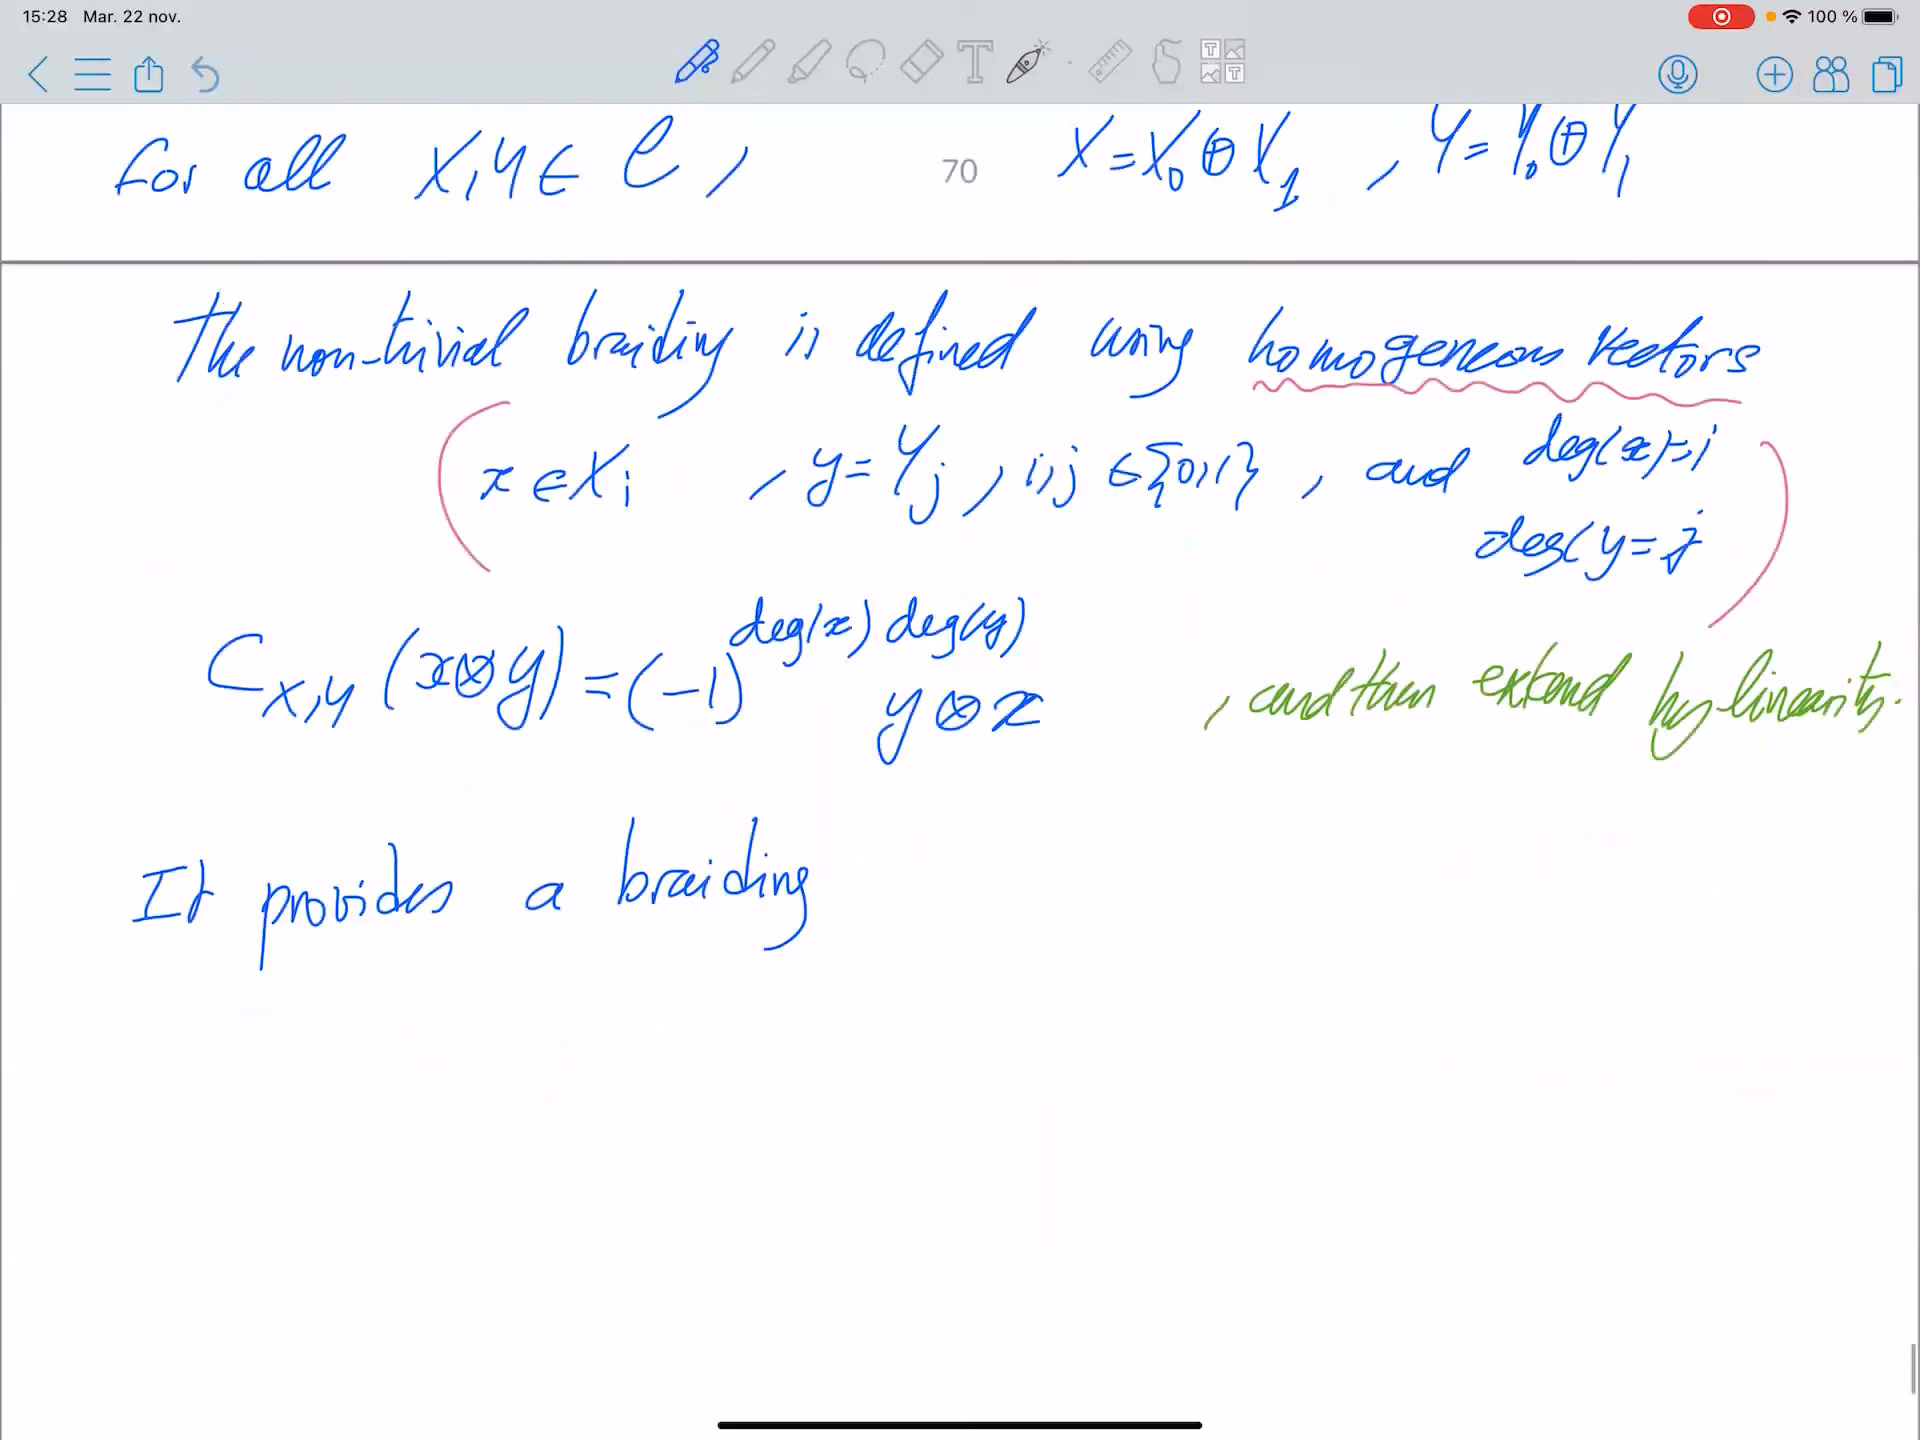 15:28 Mar. 22 nov. 100 %
for all X, Y ∈ C, 70 X = X₀ ⊕ X₁, Y = Y₀ ⊕ Y₁
The non-trivial braiding is defined using homogeneous vectors
(x ∈ Xᵢ, y = Yⱼ, i,j ∈ {0,1}, and deg(x) = i
deg(y = j)
C_{X,Y} (x ⊗ y) = (-1)^{deg(x) deg(y)} y ⊗ x, and then extend by linearity.
It provides a braiding